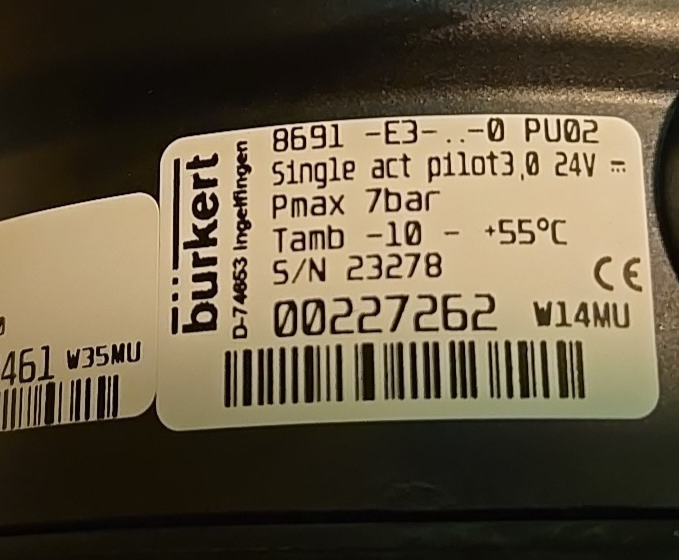 bürkert
D-74653 Ingelfingen
8691 -E3-..-0 PU02
Single act pilot3,0 24V ⎓
Pmax 7bar
Tamb -10 - +55°C
S/N 23278
CE
00227262 W14MU
461 W35MU